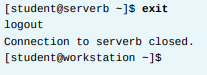 [student@serverb ~]$ exit
logout
Connection to serverb closed.
[student@workstation ~]$